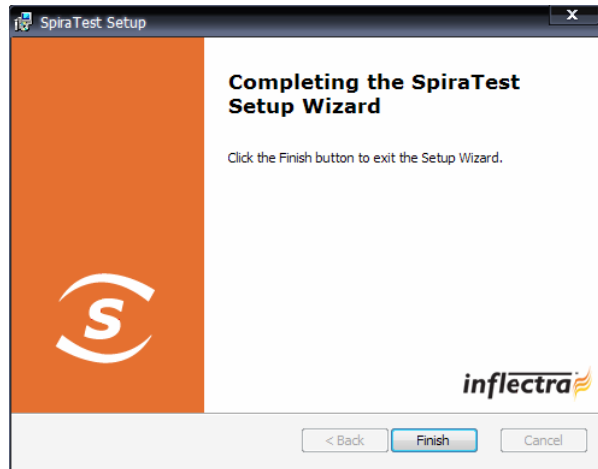 SpiraTest Setup
x
Completing the SpiraTest
Setup Wizard
Click the Finish button to exit the Setup Wizard.
S
inflectra
< Back Finish Cancel